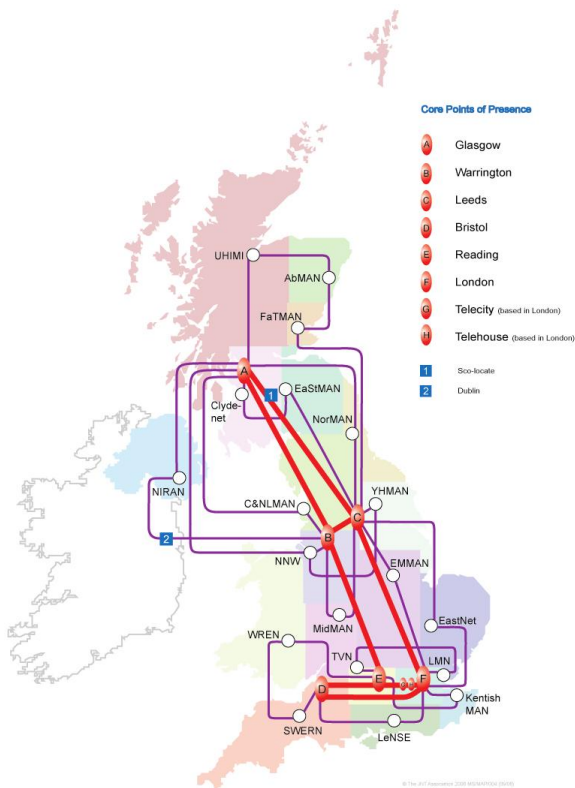 Core Points of Presence
A Glasgow
B Warrington
C Leeds
D Bristol
E Reading
F London
G Telecity (based in London)
H Telehouse (based in London)
1 Sco-locate
2 Dublin
UHIMI
AbMAN
FaTMAN
A
1
EaStMAN
Clyde-
net
NorMAN
NIRAN
C&NLMAN
YHMAN
C
B
2
NNW
EMMAN
MidMAN
EastNet
WREN
TVN
LMN
E
F
D
Kentish
MAN
SWERN
LeNSE